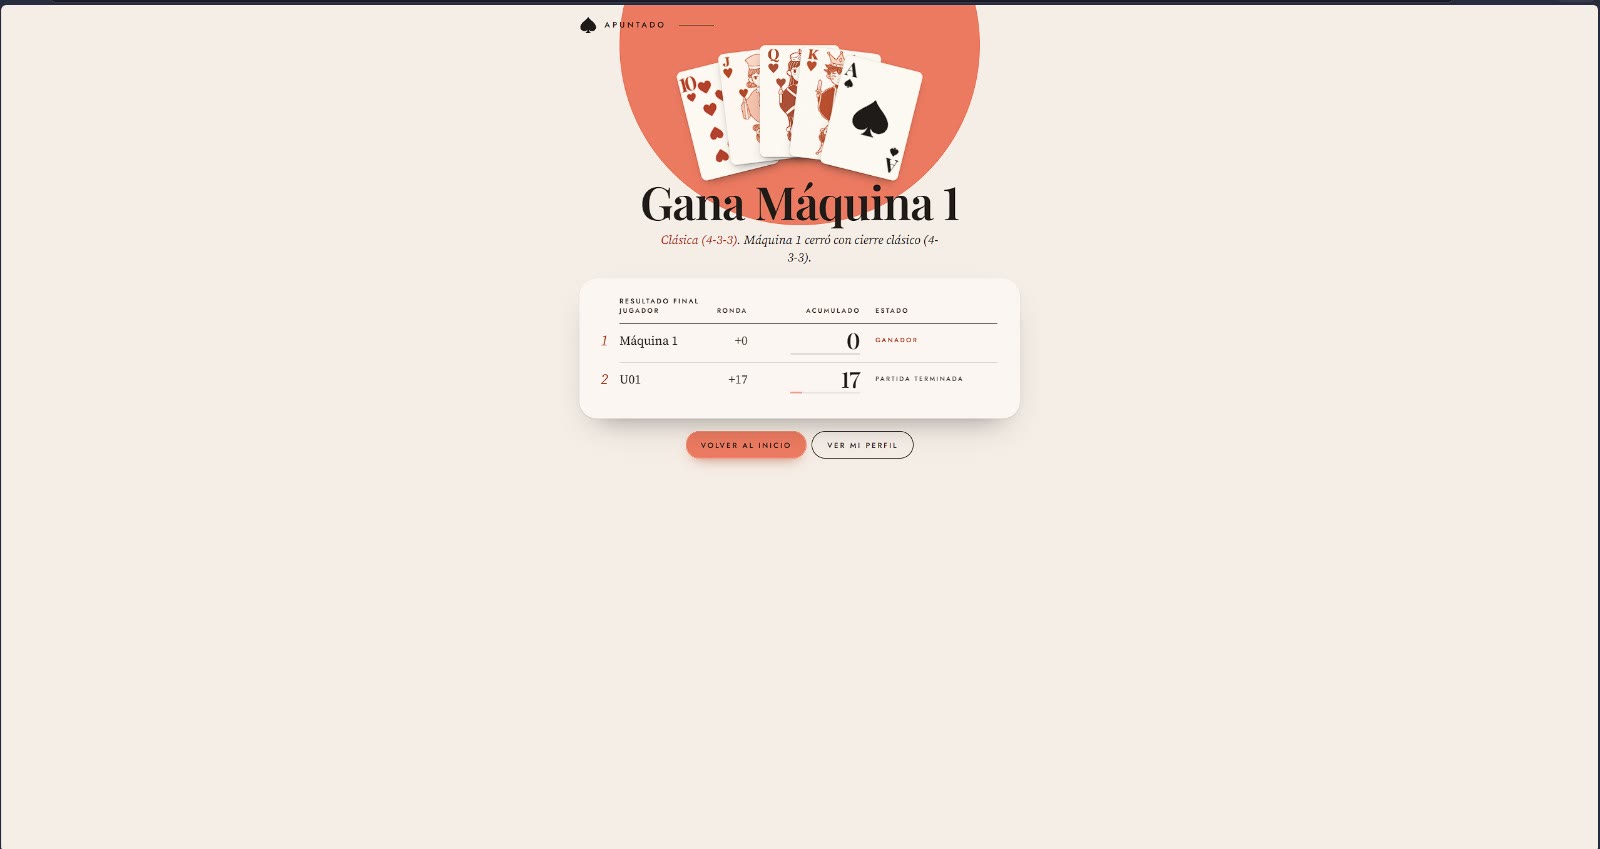 APUNTADO
10
J
Q
K
A
A
Gana Máquina 1
Clásica (4-3-3). Máquina 1 cerró con cierre clásico (4-
3-3).
RESULTADO FINAL
JUGADOR RONDA ACUMULADO ESTADO
1 Máquina 1 +0 0 GANADOR
2 U01 +17 17 PARTIDA TERMINADA
VOLVER AL INICIO VER MI PERFIL